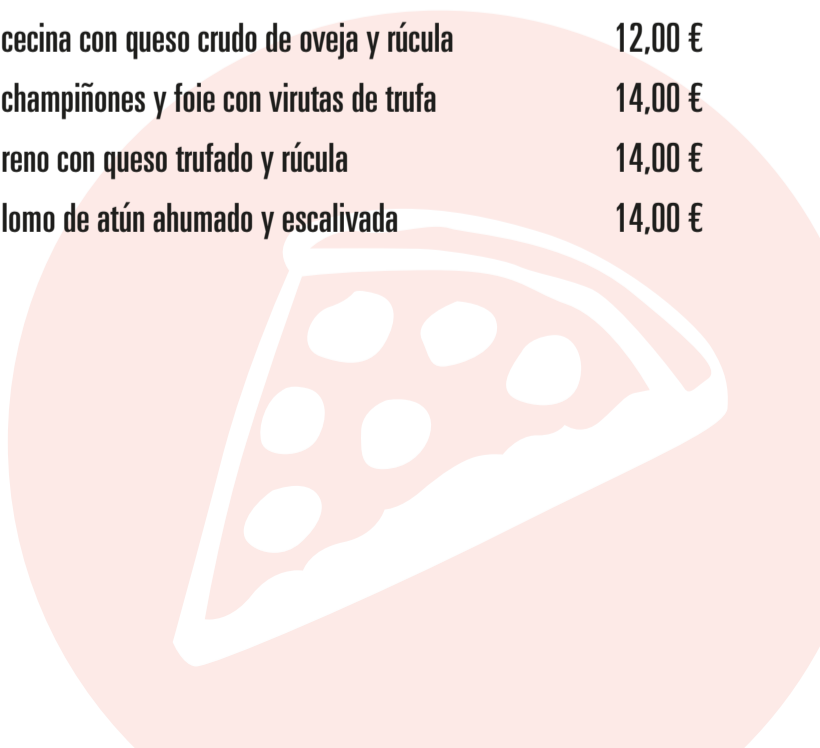 cecina con queso crudo de oveja y rúcula 12,00 €
champiñones y foie con virutas de trufa 14,00 €
reno con queso trufado y rúcula 14,00 €
lomo de atún ahumado y escalivada 14,00 €